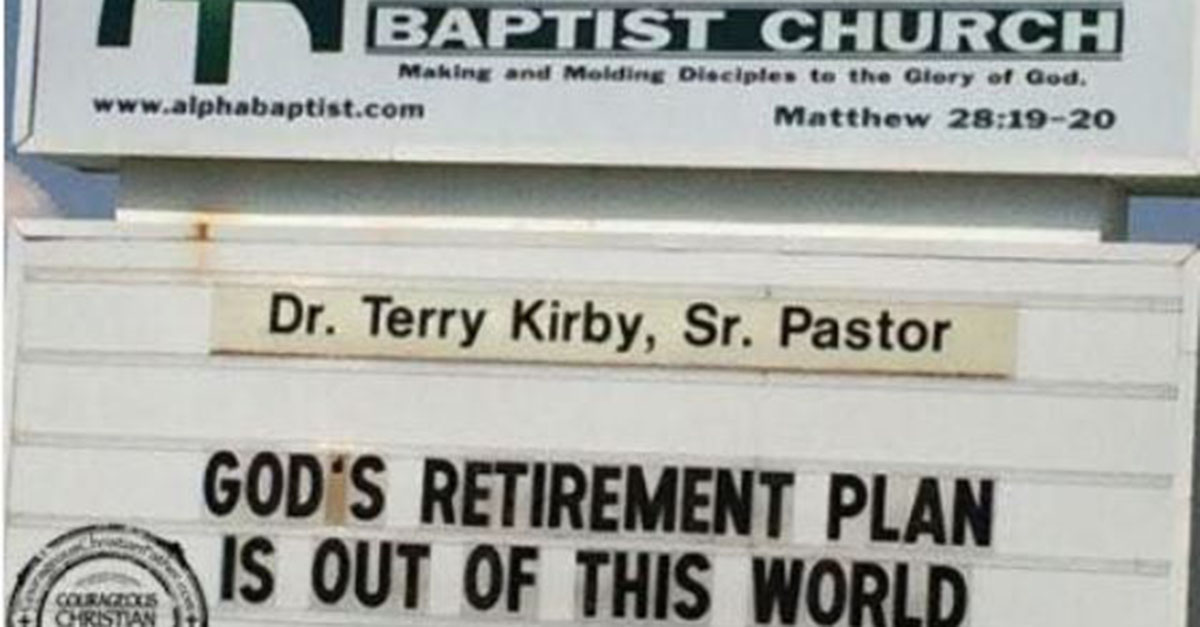 BAPTIST CHURCH
Making and Molding Disciples to the Glory of God.
www.alphabaptist.com
Matthew 28:19-20
Dr. Terry Kirby, Sr. Pastor
GOD'S RETIREMENT PLAN
IS OUT OF THIS WORLD
COURAGEOUS
CHRISTIAN